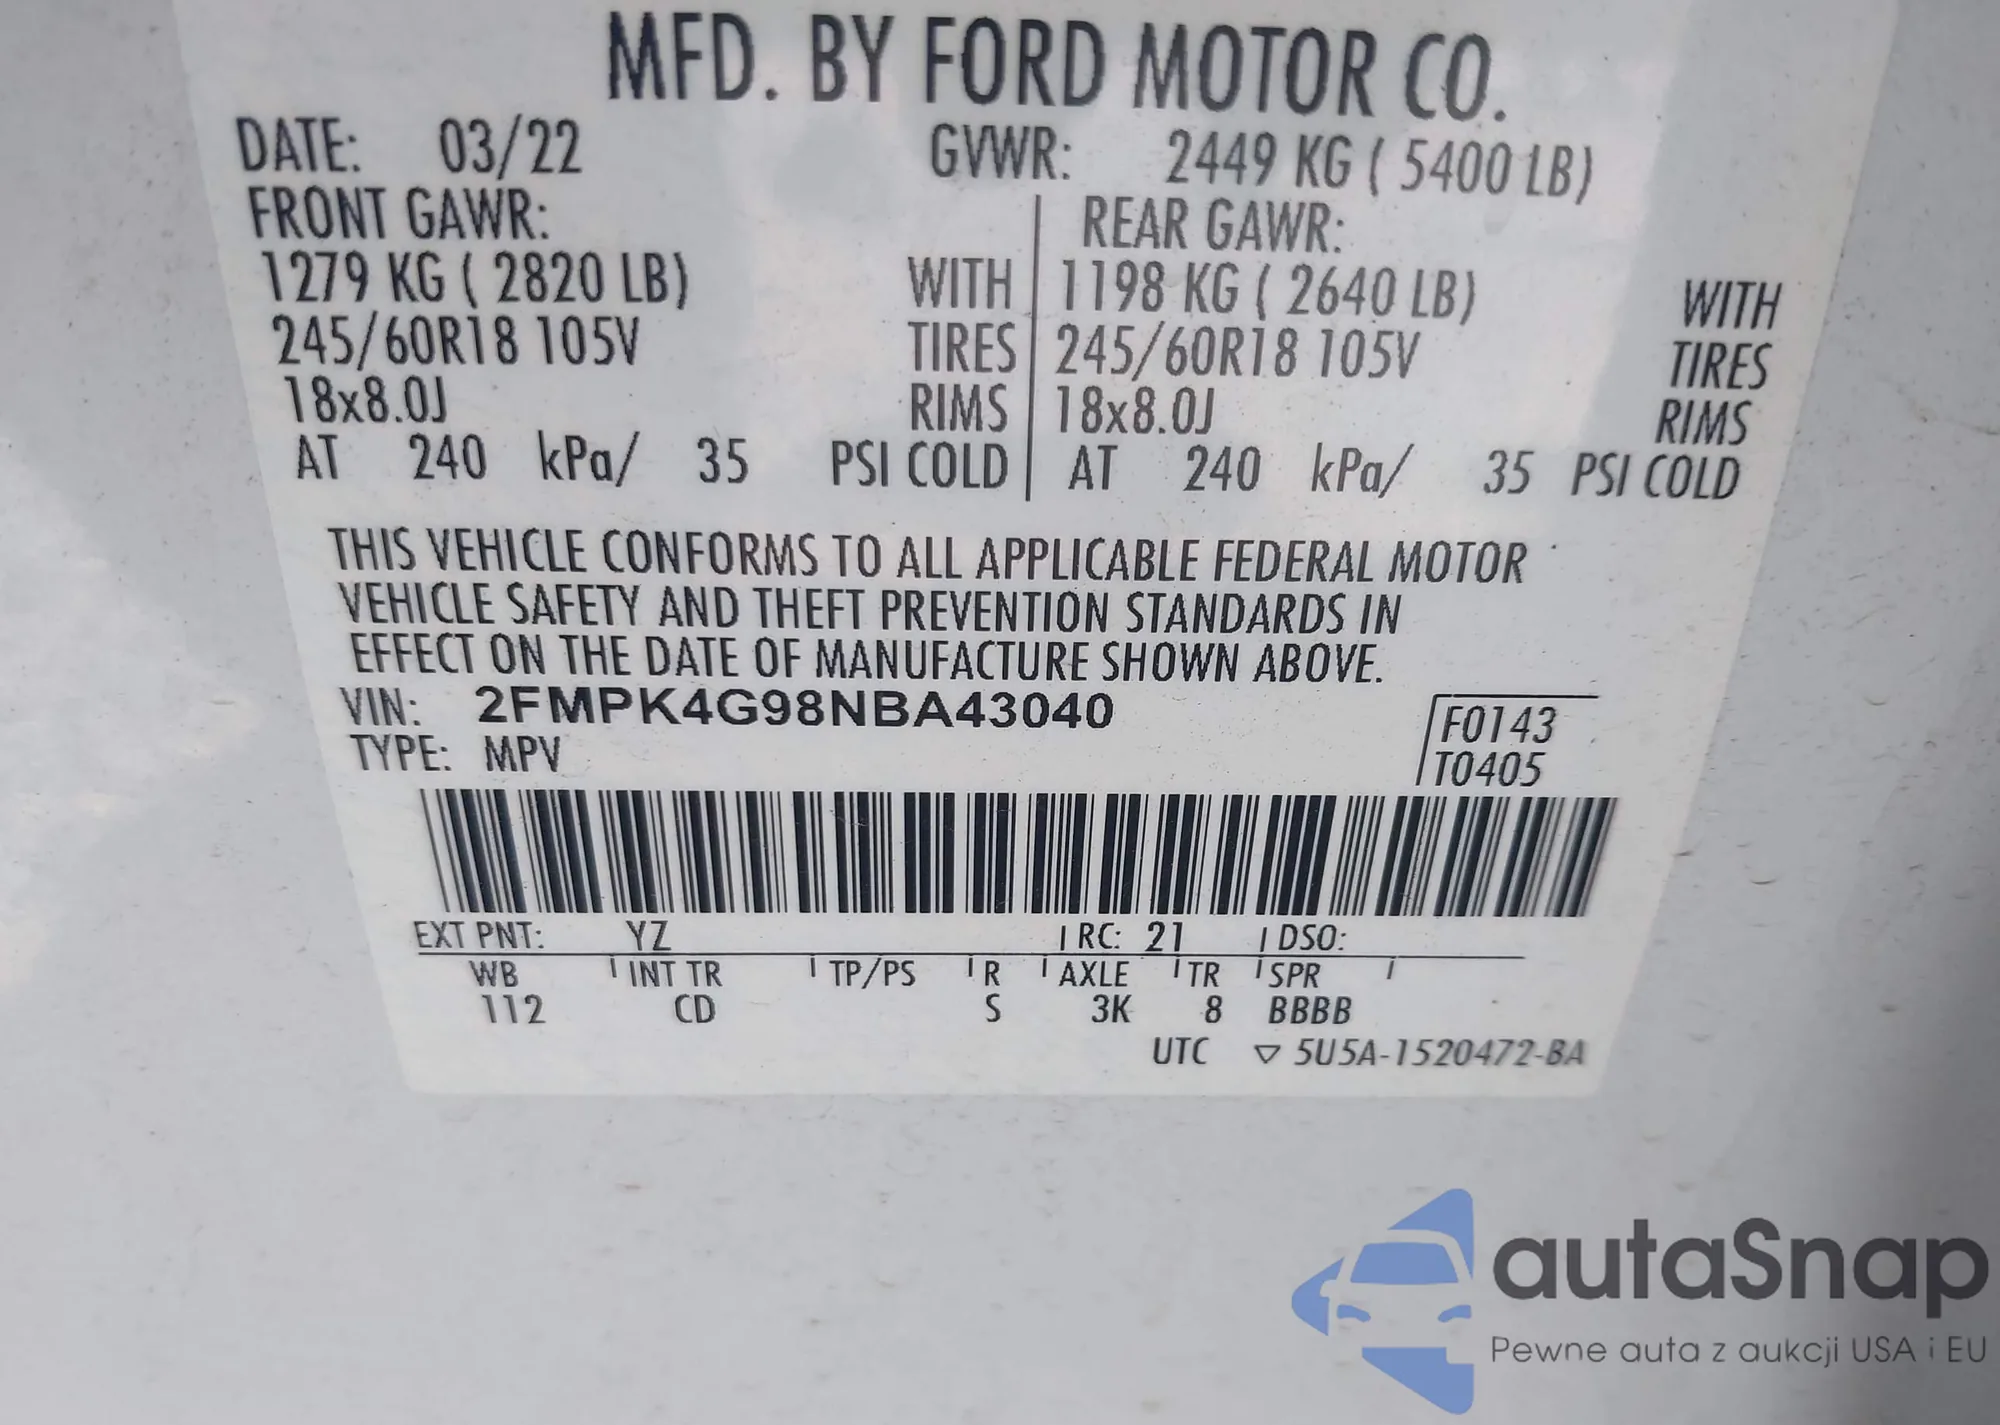 MFD. BY FORD MOTOR CO.
DATE: 03/22 GVWR: 2449 KG ( 5400 LB)
FRONT GAWR: REAR GAWR:
1279 KG ( 2820 LB) WITH 1198 KG ( 2640 LB) WITH
245/60R18 105V TIRES 245/60R18 105V TIRES
18x8.0J RIMS 18x8.0J RIMS
AT 240 kPa/ 35 PSI COLD AT 240 kPa/ 35 PSI COLD
THIS VEHICLE CONFORMS TO ALL APPLICABLE FEDERAL MOTOR
VEHICLE SAFETY AND THEFT PREVENTION STANDARDS IN
EFFECT ON THE DATE OF MANUFACTURE SHOWN ABOVE.
VIN: 2FMPK4G98NBA43040 F0143
TYPE: MPV T0405
EXT PNT: YZ RC: 21 DSO:
WB INT TR TP/PS R AXLE TR SPR
112 CD S 3K 8 BBBB
UTC ▽ 5U5A-1520472-BA
autaSnap
Pewne auta z aukcji USA i EU